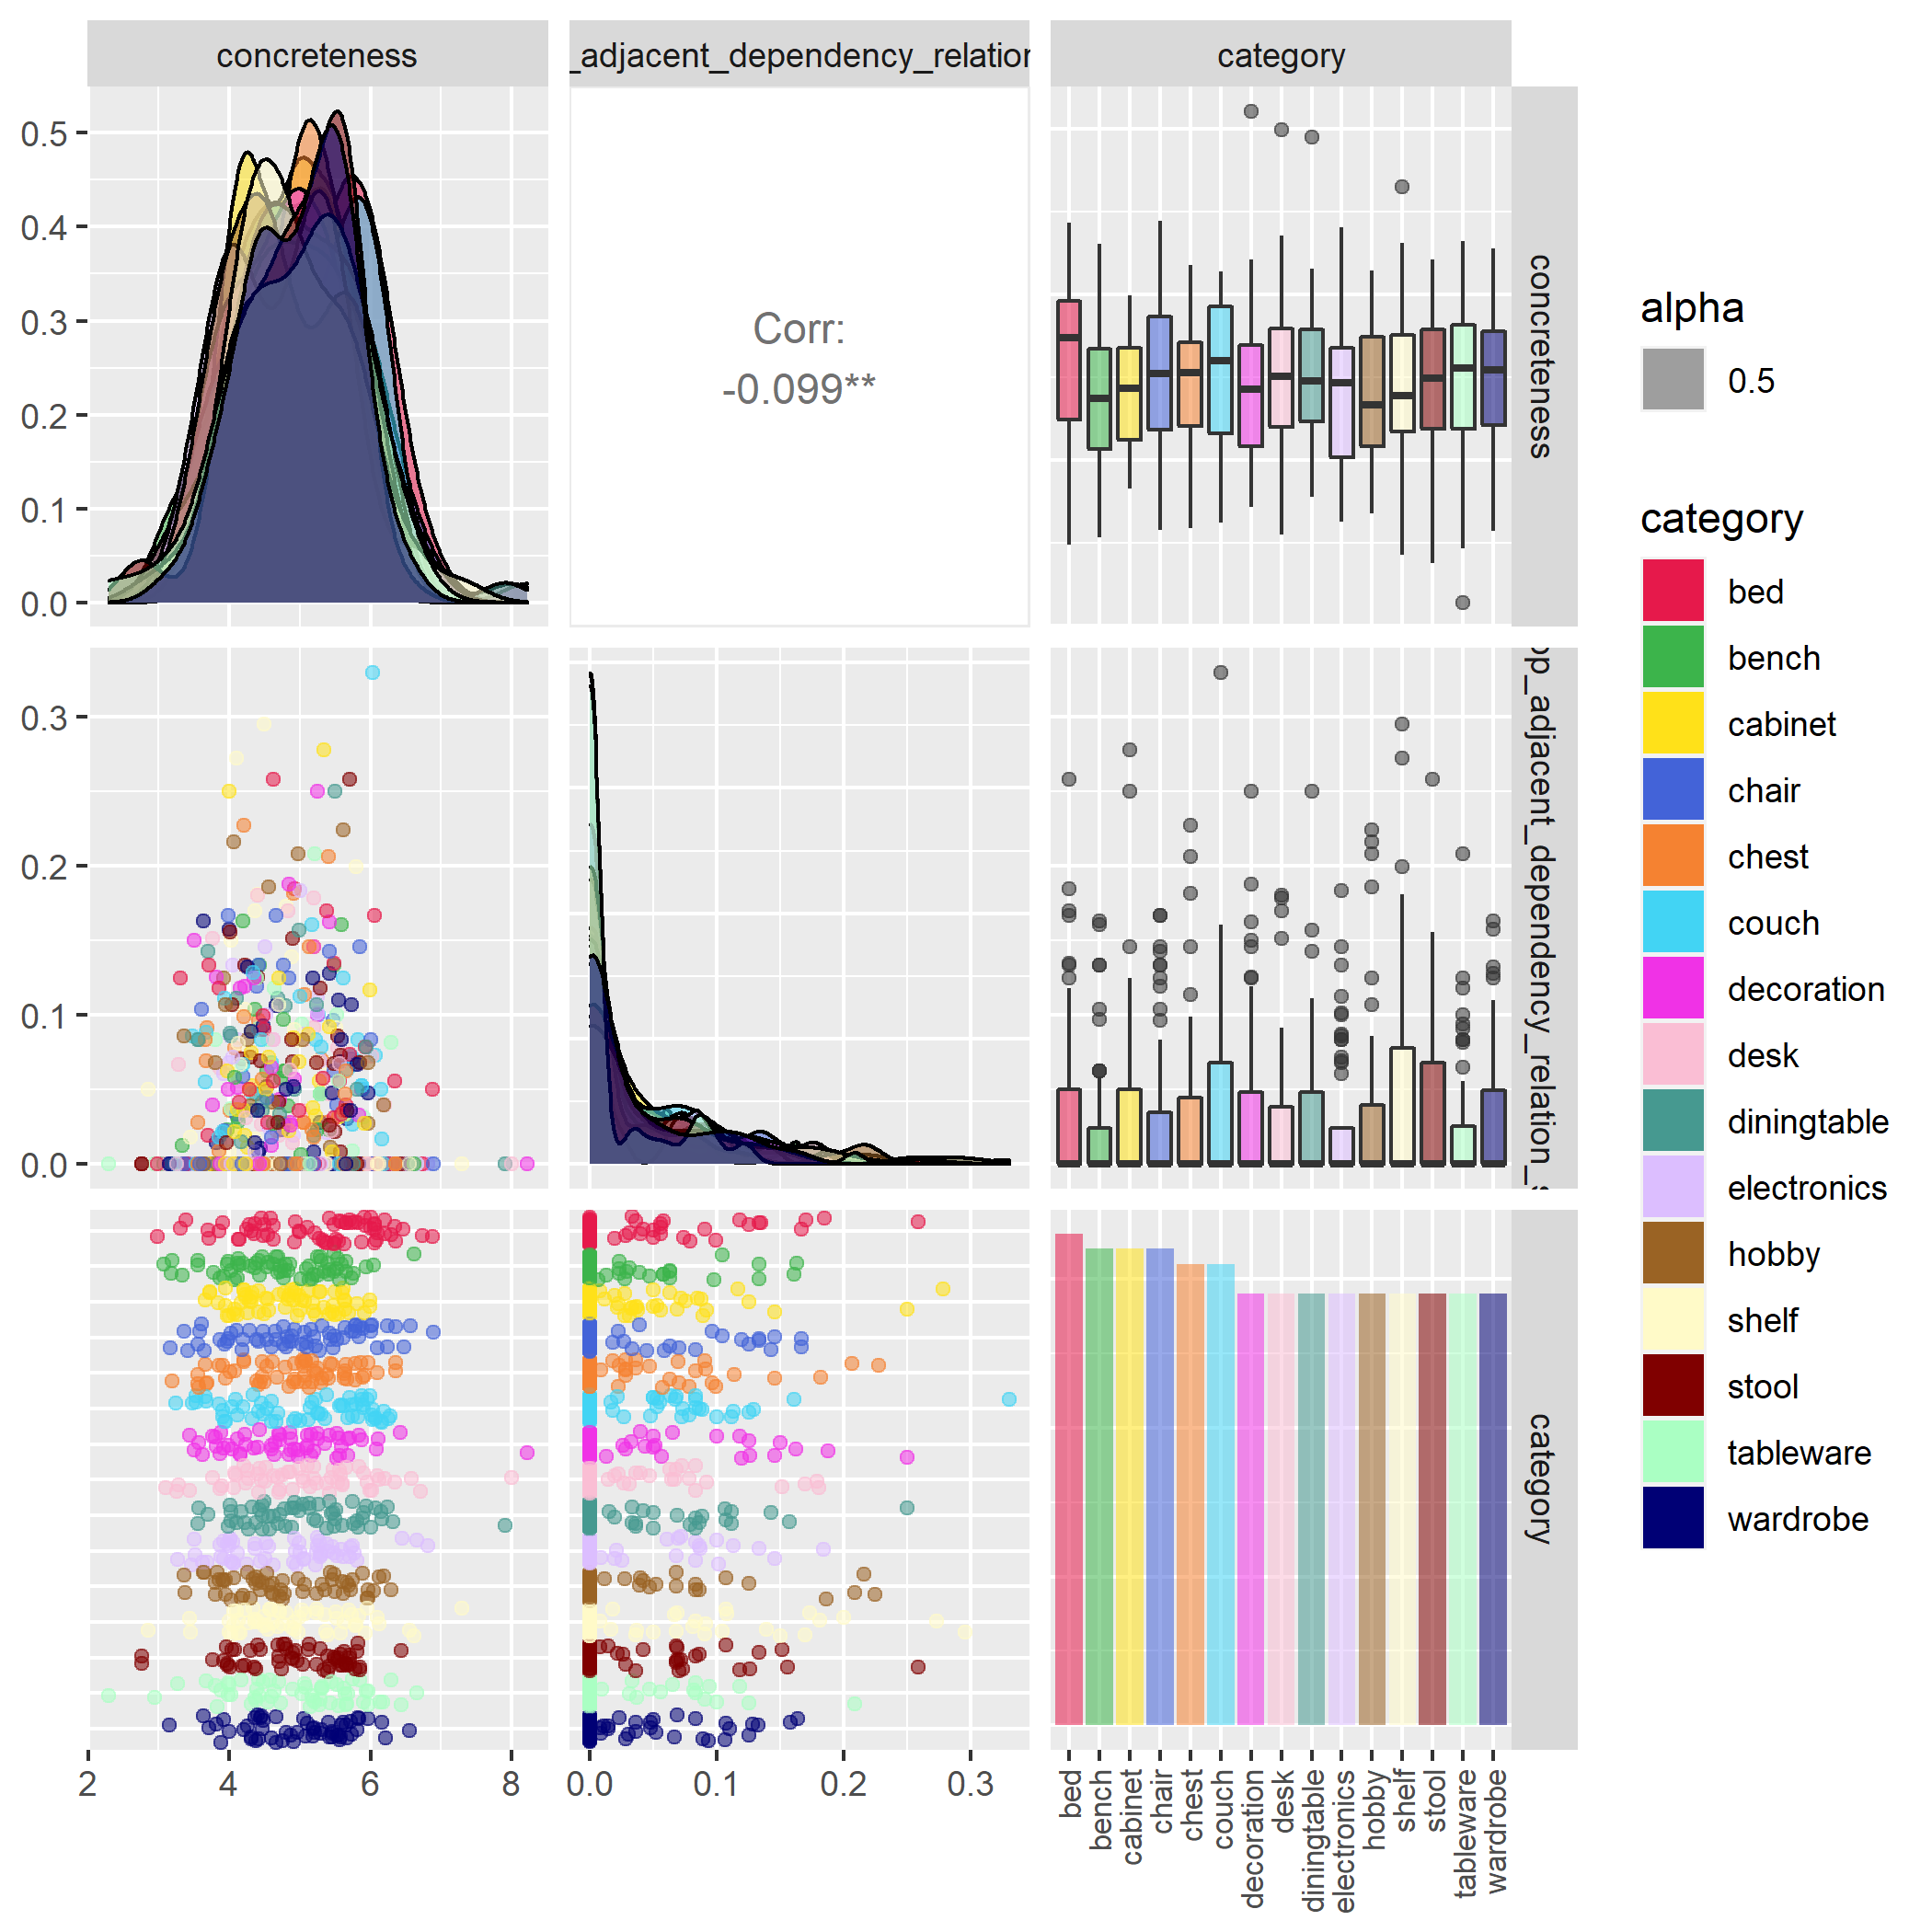 concreteness
_adjacent_dependency_relation
category
0.5
0.4
0.3
0.2
0.1
0.0
Corr:
-0.099**
concreteness
0.3
0.2
0.1
0.0
pp_adjacent_dependency_relation_s
category
2
4
6
8
0.0
0.1
0.2
0.3
bed
bench
cabinet
chair
chest
couch
decoration
desk
diningtable
electronics
hobby
shelf
stool
tableware
wardrobe
alpha
0.5
category
bed
bench
cabinet
chair
chest
couch
decoration
desk
diningtable
electronics
hobby
shelf
stool
tableware
wardrobe